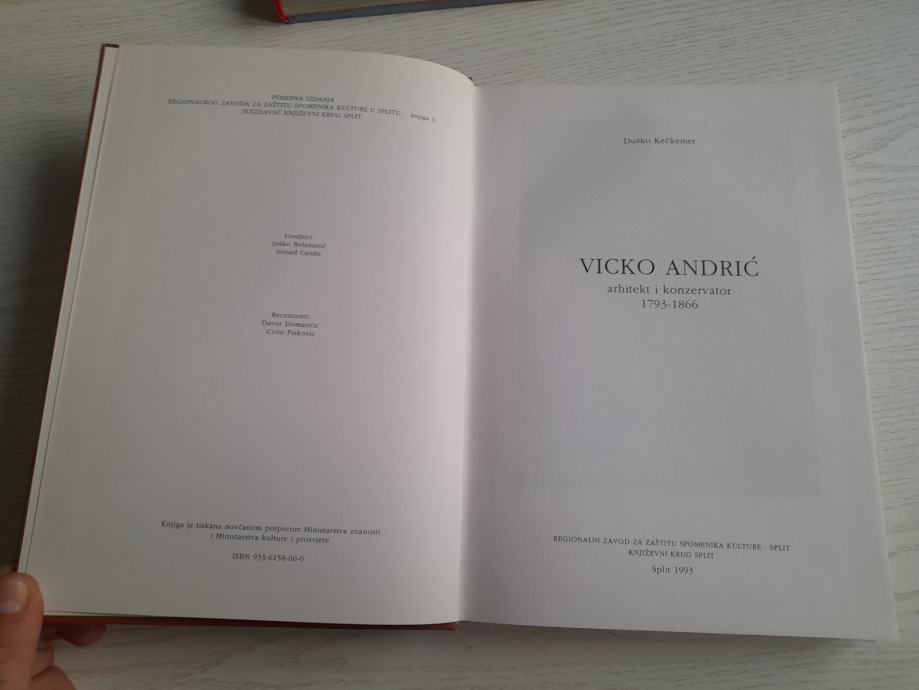 POSEBNA IZDANJA
REGIONALNOG ZAVODA ZA ZAŠTITU SPOMENIKA KULTURE U SPLITU - knjiga 3.
SUIZDAVAČ KNJIŽEVNI KRUG SPLIT
Urednici
Joško Belamarić
Nenad Cambi
Recenzenti:
Davor Domančić
Cvito Fisković
Knjiga je tiskana novčanom potporom Ministarstva znanosti
i Ministarstva kulture i prosvjete
ISBN 953-6158-00-0
Duško Kečkemet
VICKO ANDRIĆ
arhitekt i konzervator
1793-1866
REGIONALNI ZAVOD ZA ZAŠTITU SPOMENIKA KULTURE - SPLIT
KNJIŽEVNI KRUG SPLIT
Split 1993